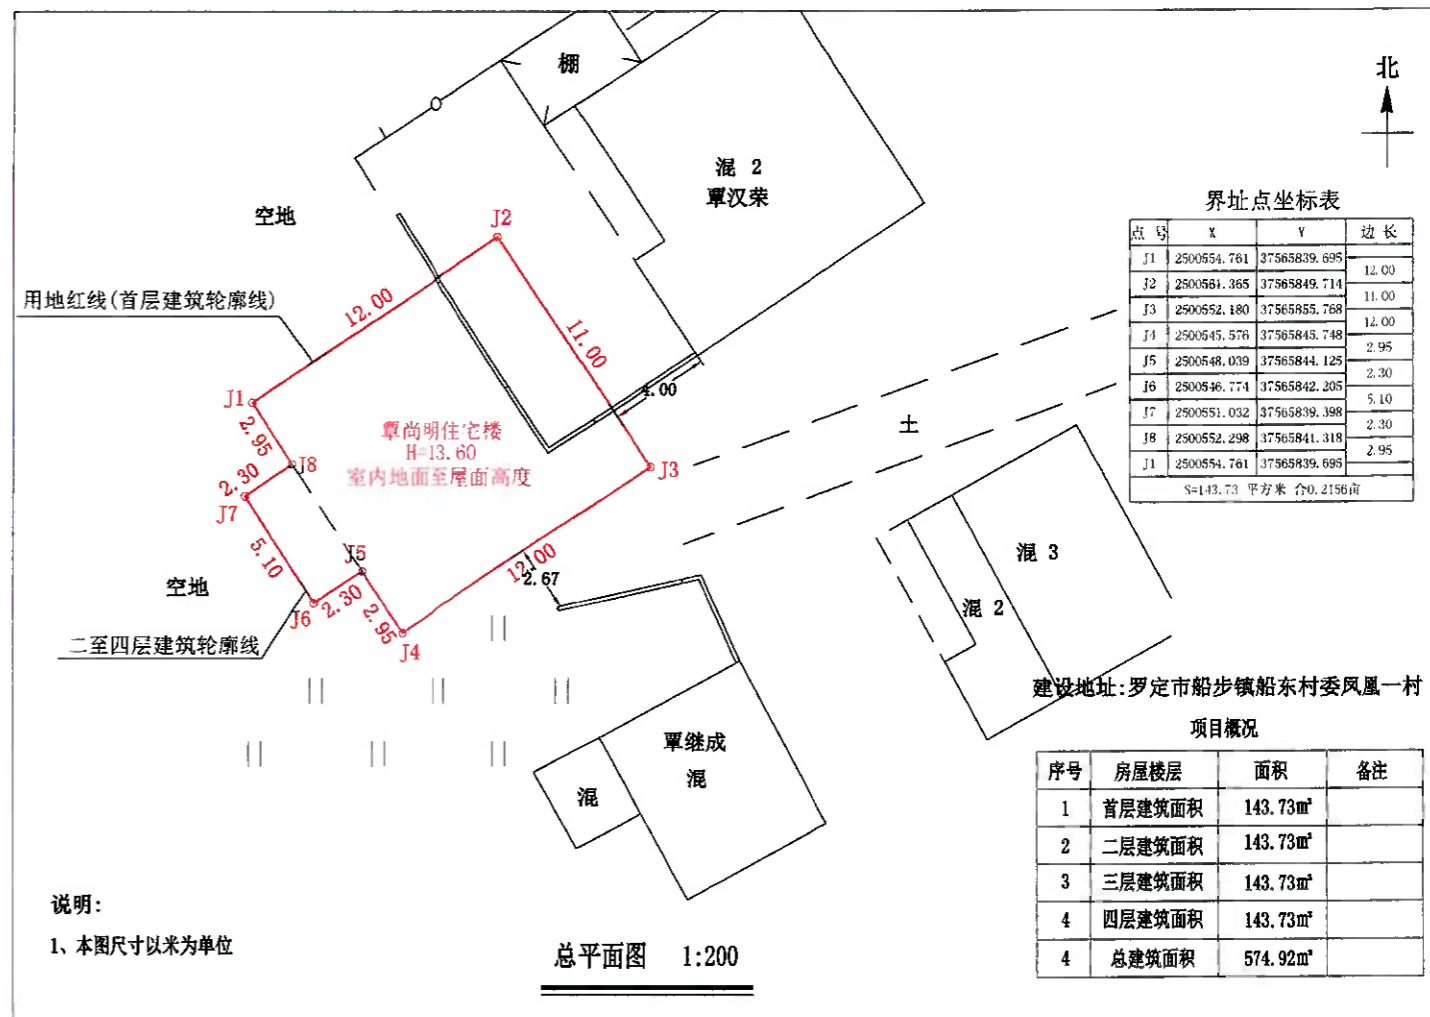 棚
北
混 2
覃汉荣
空地
J2
用地红线(首层建筑轮廓线)
12.00
11.00
4.00
J1
2.95
覃尚明住宅楼
H=13.60
室内地面至屋面高度
J8
J3
2.30
J7
5.10
J5
土
12.00
2.67
空地
J6
2.30
2.95
J4
二至四层建筑轮廓线
混 3
混 2
覃继成
混
混
界址点坐标表
点 号 X Y 边 长
J1 2500554.761 37565839.695
12.00
J2 2500561.365 37565849.714
11.00
J3 2500552.180 37565855.768
12.00
J4 2500545.576 37565845.748
2.95
J5 2500548.039 37565844.125
2.30
J6 2500546.774 37565842.205
5.10
J7 2500551.032 37565839.398
2.30
J8 2500552.298 37565841.318
2.95
J1 2500554.761 37565839.695
S=143.73 平方米 合0.2156亩
建设地址:罗定市船步镇船东村委凤凰一村
项目概况
序号 房屋楼层 面积 备注
1 首层建筑面积 143.73m²
2 二层建筑面积 143.73m²
3 三层建筑面积 143.73m²
4 四层建筑面积 143.73m²
4 总建筑面积 574.92m²
说明:
1、本图尺寸以米为单位
总平面图 1:200